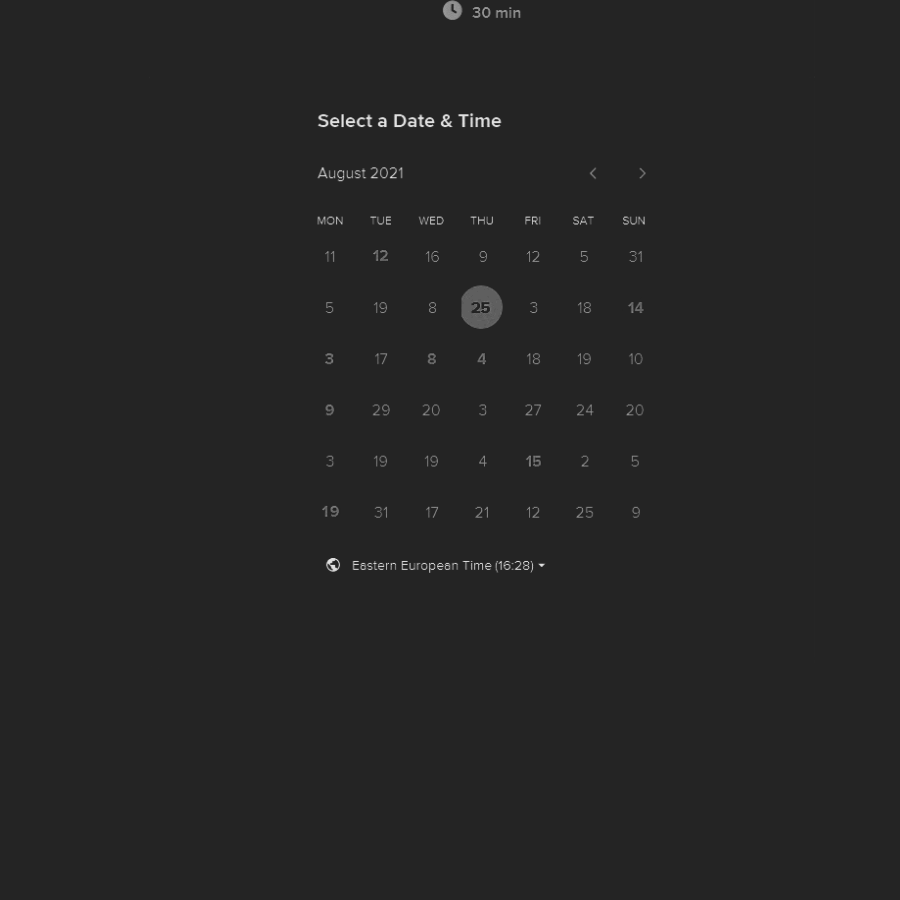 30 min
Select a Date & Time
August 2021
MON TUE WED THU FRI SAT SUN
11 12 16 9 12 5 31
5 19 8 25 3 18 14
3 17 8 4 18 19 10
9 29 20 3 27 24 20
3 19 19 4 15 2 5
19 31 17 21 12 25 9
Eastern European Time (16:28)